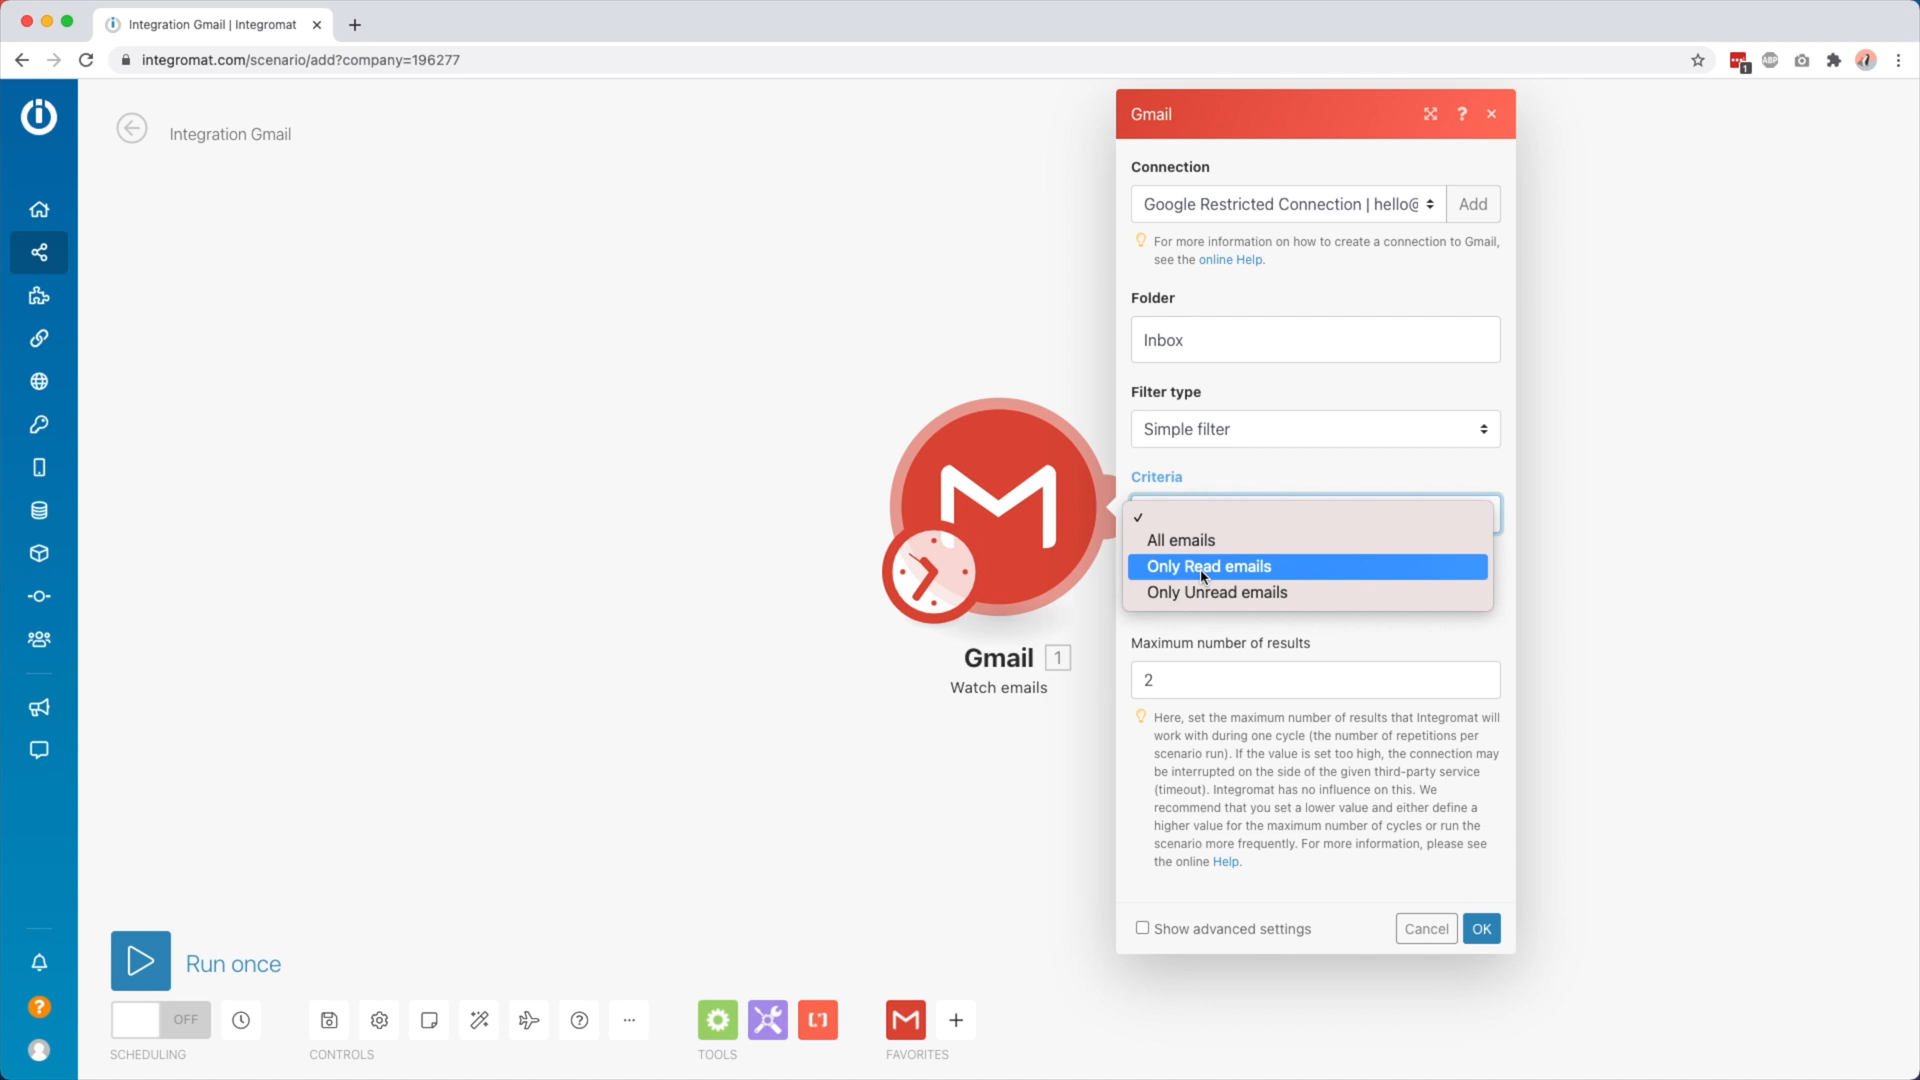 Integration Gmail | Integromat
integromat.com/scenario/add?company=196277
1
ABP
Integration Gmail
Gmail
?
Connection
Google Restricted Connection | hello@
Add
For more information on how to create a connection to Gmail,
see the online Help.
Folder
Inbox
Filter type
Simple filter
Criteria
All emails
Only Read emails
Only Unread emails
Gmail 1
Watch emails
Maximum number of results
2
Here, set the maximum number of results that Integromat will
work with during one cycle (the number of repetitions per
scenario run). If the value is set too high, the connection may
be interrupted on the side of the given third-party service
(timeout). Integromat has no influence on this. We
recommend that you set a lower value and either define a
higher value for the maximum number of cycles or run the
scenario more frequently. For more information, please see
the online Help.
Show advanced settings
Cancel
OK
Run once
OFF
SCHEDULING
CONTROLS
TOOLS
FAVORITES